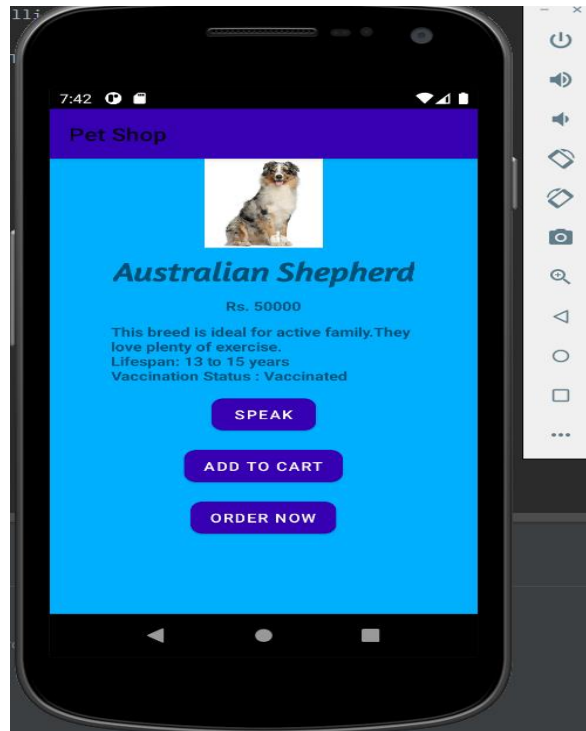 lli
7:42
Pet Shop
Australian Shepherd
Rs. 50000
This breed is ideal for active family.They
love plenty of exercise.
Lifespan: 13 to 15 years
Vaccination Status : Vaccinated
SPEAK
ADD TO CART
ORDER NOW